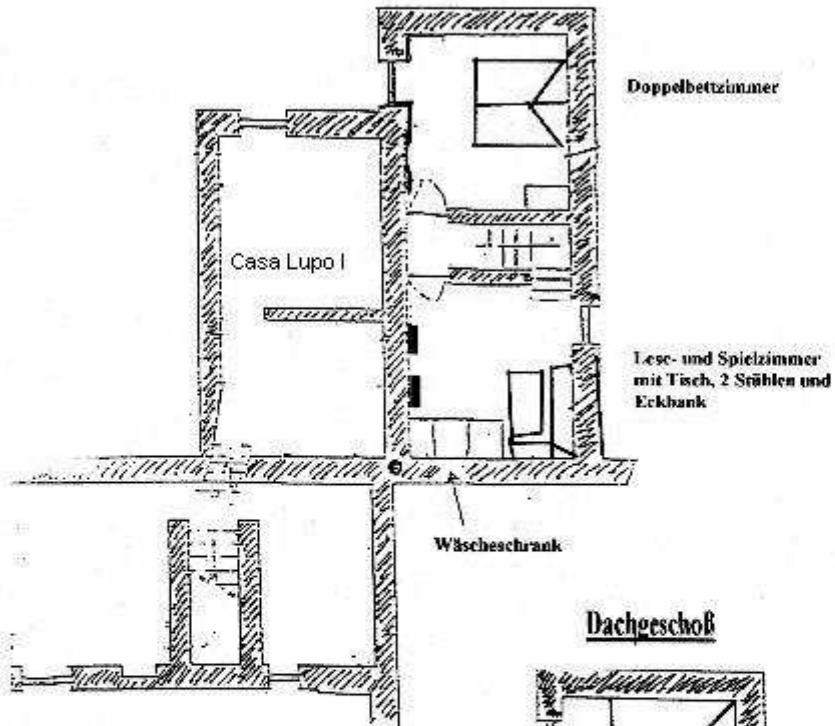 Doppelbettzimmer
Casa Lupo I
Lese- und Spielzimmer
mit Tisch, 2 Stühlen und
Eckbank
Wäscheschrank
Dachgeschoß